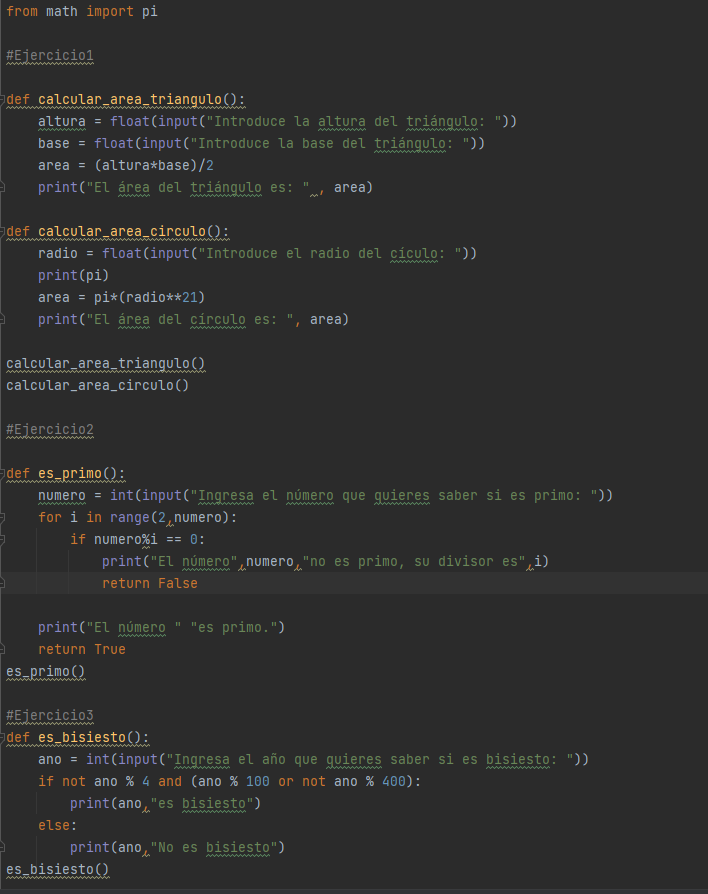 from math import pi
#Ejercicio1
def calcular_area_triangulo():
altura = float(input("Introduce la altura del triángulo: "))
base = float(input("Introduce la base del triángulo: "))
area = (altura*base)/2
print("El área del triángulo es: " , area)
def calcular_area_circulo():
radio = float(input("Introduce el radio del cículo: "))
print(pi)
area = pi*(radio**21)
print("El área del circulo es: ", area)
calcular_area_triangulo()
calcular_area_circulo()
#Ejercicio2
def es_primo():
numero = int(input("Ingresa el número que quieres saber si es primo: "))
for i in range(2,numero):
if numero%i == 0:
print("El número",numero,"no es primo, su divisor es",i)
return False
print("El número " "es primo.")
return True
es_primo()
#Ejercicio3
def es_bisiesto():
ano = int(input("Ingresa el año que quieres saber si es bisiesto: "))
if not ano % 4 and (ano % 100 or not ano % 400):
print(ano,"es bisiesto")
else:
print(ano,"No es bisiesto")
es_bisiesto()